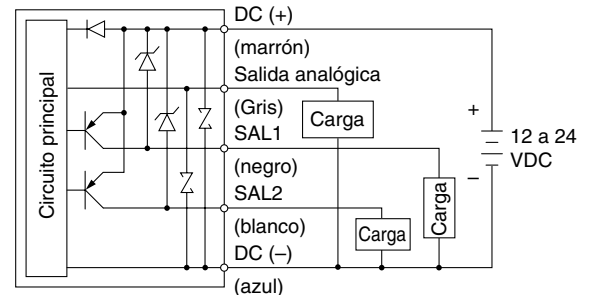 DC (+)
(marrón)
Salida analógica
(Gris)
SAL1
(negro)
SAL2
(blanco)
DC (–)
(azul)
Circuito principal
Carga
Carga
Carga
+
12 a 24
VDC
–